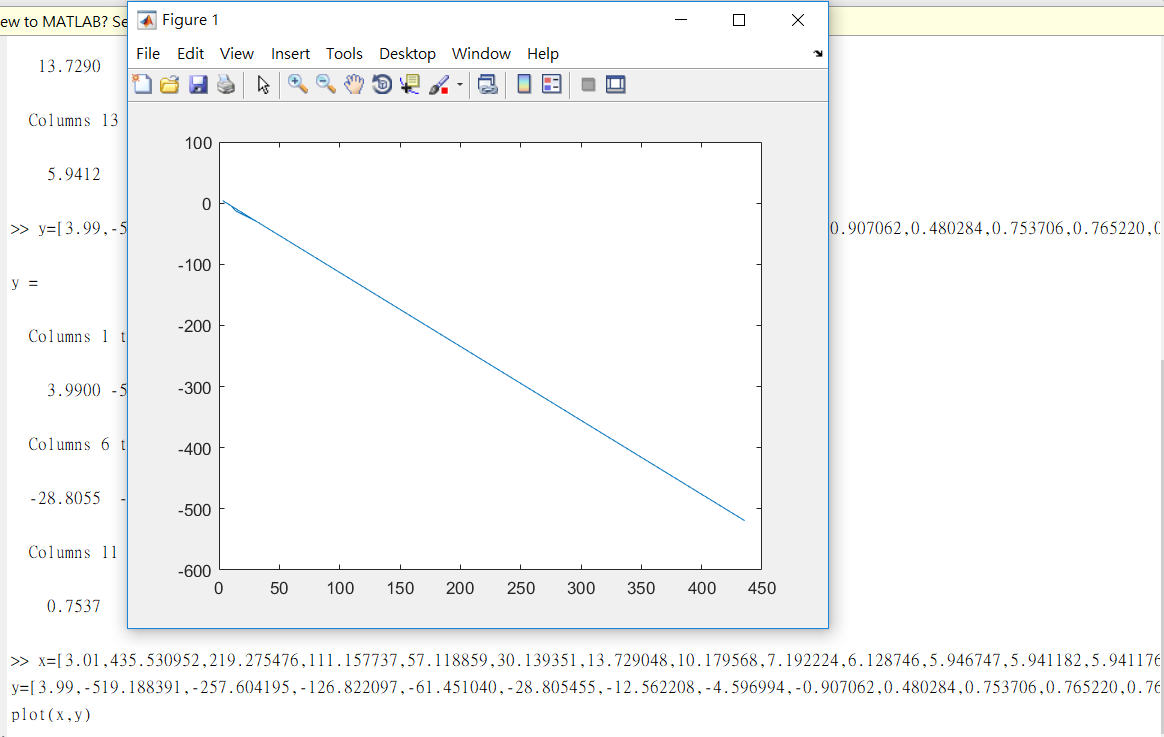 ew to MATLAB? Se
Figure 1
File Edit View Insert Tools Desktop Window Help
13.7290
Columns 13
5.9412
>> y=[3.99,-5
0.907062,0.480284,0.753706,0.765220,0
y =
Columns 1 t
3.9900 -5
Columns 6 t
-28.8055 -
Columns 11
0.7537
100
0
-100
-200
-300
-400
-500
-600
0 50 100 150 200 250 300 350 400 450
>> x=[3.01,435.530952,219.275476,111.157737,57.118859,30.139351,13.729048,10.179568,7.192224,6.128746,5.946747,5.941182,5.941176
y=[3.99,-519.188391,-257.604195,-126.822097,-61.451040,-28.805455,-12.562208,-4.596994,-0.907062,0.480284,0.753706,0.765220,0.76
plot(x,y)